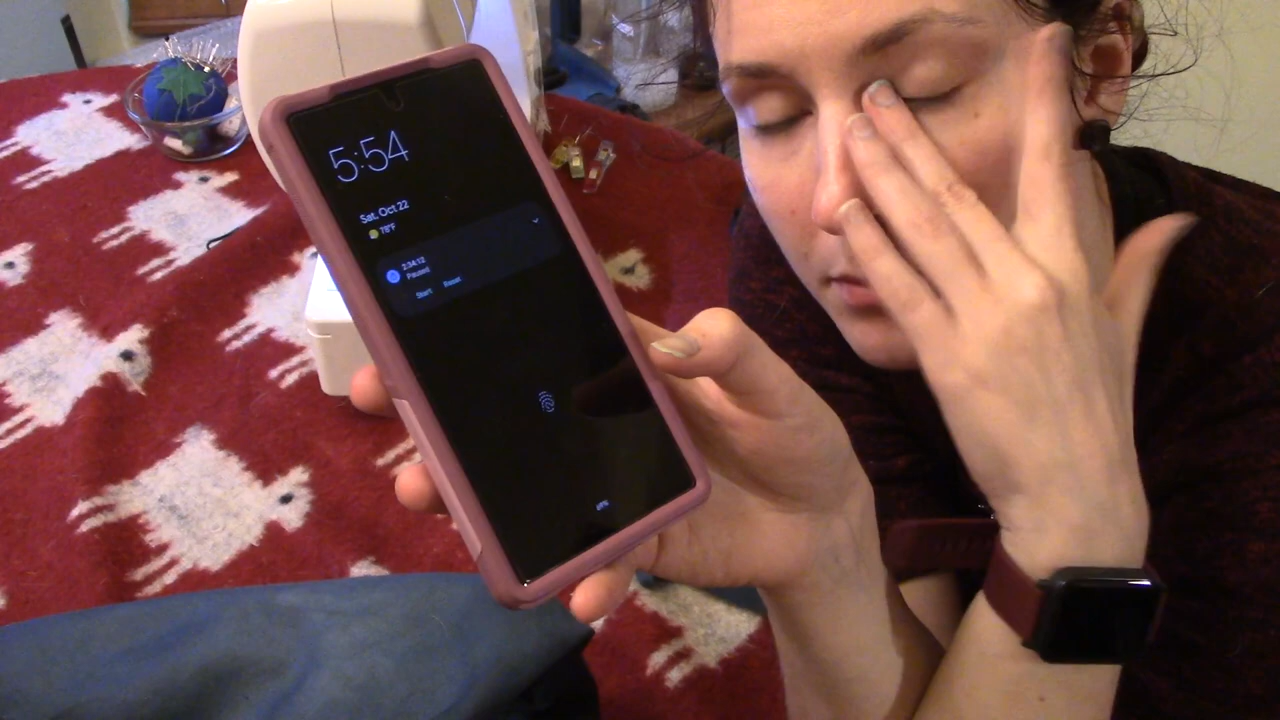 5:54
Sat, Oct 22
78°F
2:34:12
Paused
Start Reset